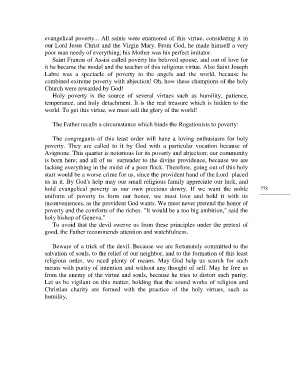 evangelical poverty... All saints were enamored of this virtue, considering it in
our Lord Jesus Christ and the Virgin Mary. From God, he made himself a very
poor man needy of everything; his Mother was his perfect imitator.
Saint Francis of Assisi called poverty his beloved spouse, and out of love for
it he became the model and the teacher of this religious virtue. Also Saint Joseph
Labre was a spectacle of poverty to the angels and the world, because he
combined extreme poverty with abjection! Oh, how these champions of the holy
Church were rewarded by God!
Holy poverty is the source of several virtues such as humility, patience,
temperance, and holy detachment. It is the real treasure which is hidden to the
world. To get this virtue, we must sell the glory of the world!
The Father recalls a circumstance which binds the Rogationists to poverty:
The congregants of this least order will have a loving enthusiasm for holy
poverty. They are called to it by God with a particular vocation because of
Avignone. This quarter is notorious for its poverty and abjection; our community
is born here; and all of us surrender to the divine providence, because we are
lacking everything in the midst of a poor flock. Therefore, going out of this holy
start would be a worse crime for us, since the provident hand of the Lord placed
us in it. By God's help may our small religious family appreciate our luck, and
hold evangelical poverty as our own precious dowry. If we want the noble
uniform of poverty to form our honor, we must love and hold it with its
inconveniences, as the provident God wants. We must never pretend the honor of
poverty and the comforts of the riches. "It would be a too big ambition," said the
holy bishop of Geneva."
To avoid that the devil swerve us from these principles under the pretext of
good, the Father recommends attention and watchfulness.
Beware of a trick of the devil. Because we are fortunately committed to the
salvation of souls, to the relief of our neighbor, and to the formation of this least
religious order, we need plenty of means. May God help us search for such
means with purity of intention and without any thought of self. May he free us
from the enemy of the virtue and souls, because he tries to distort such purity.
Let us be vigilant on this matter, holding that the sound works of religion and
Christian charity are formed with the practice of the holy virtues, such as
humility,